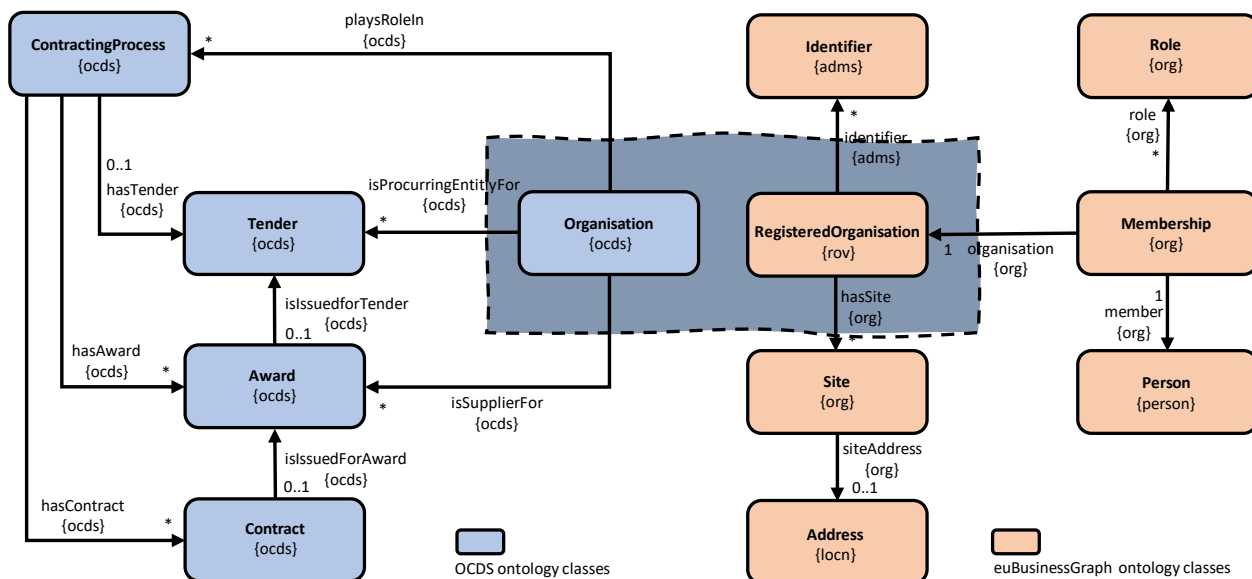 playsRoleIn
{ocds}
*
ContractingProcess
{ocds}
Identifier
{adms}
Role
{org}
*
identifier
{adms}
role
{org}
*
0..1
hasTender
{ocds}
isProcurringEntityFor
{ocds}
*
Tender
{ocds}
Organisation
{ocds}
RegisteredOrganisation
{rov}
1
organisation
{org}
Membership
{org}
isIssuedforTender
{ocds}
0..1
hasSite
{org}
*
1
member
{org}
hasAward
{ocds}
*
Award
{ocds}
*
isSupplierFor
{ocds}
Site
{org}
Person
{person}
isIssuedForAward
{ocds}
0..1
siteAddress
{org}
0..1
hasContract
{ocds}
*
Contract
{ocds}
Address
{locn}
OCDS ontology classes
euBusinessGraph ontology classes